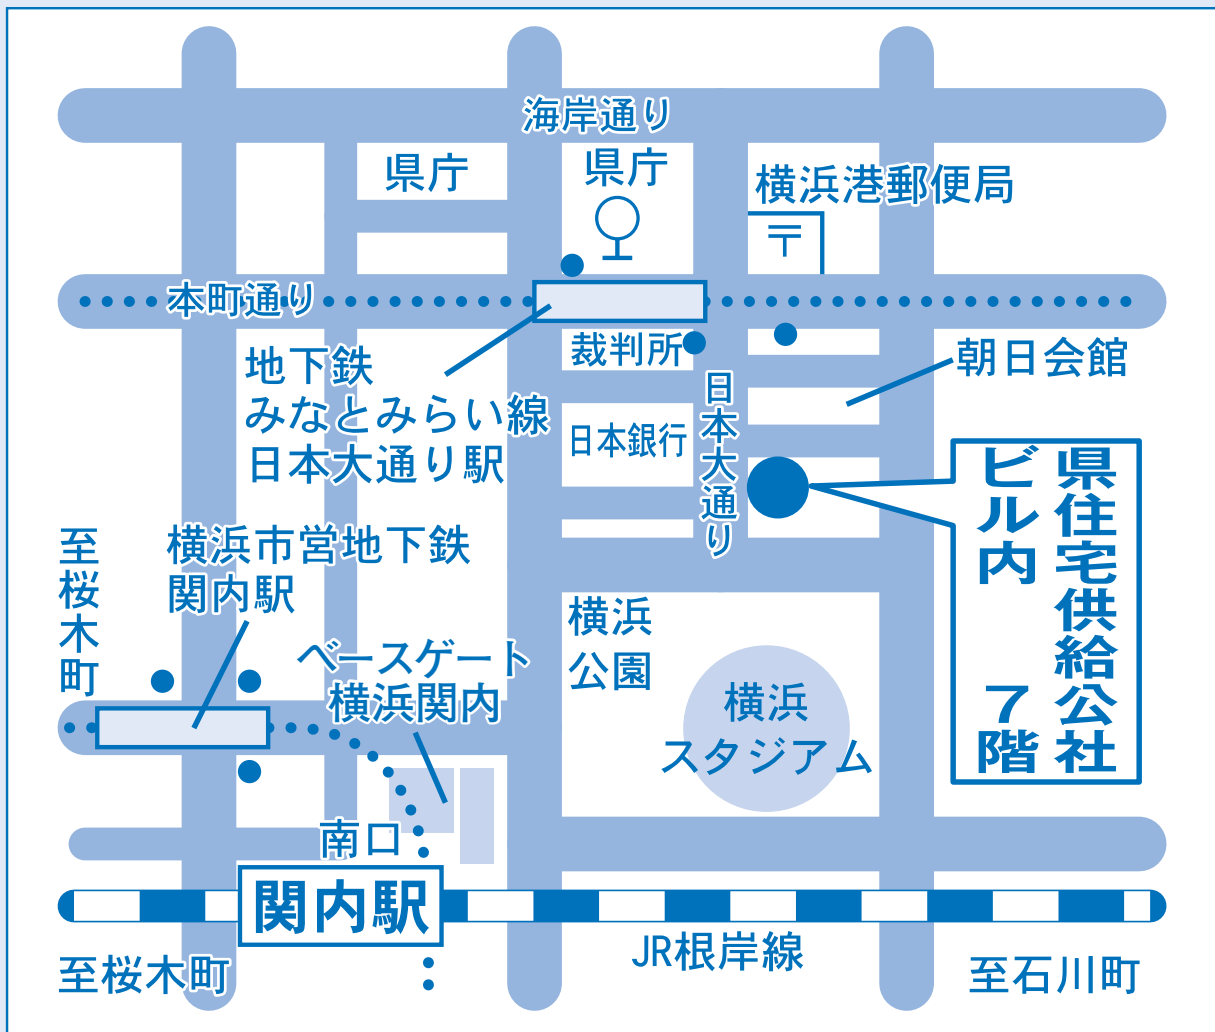 海岸通り
県庁
県庁
横浜港郵便局
〒
本町通り
裁判所
朝日会館
地下鉄
みなとみらい線
日本大通り駅
日本銀行
日本大通り
県住宅供給公社
ビル内 7階
至桜木町
横浜市営地下鉄
関内駅
ベースゲート
横浜関内
横浜
公園
横浜
スタジアム
南口
関内駅
JR根岸線
至桜木町
至石川町